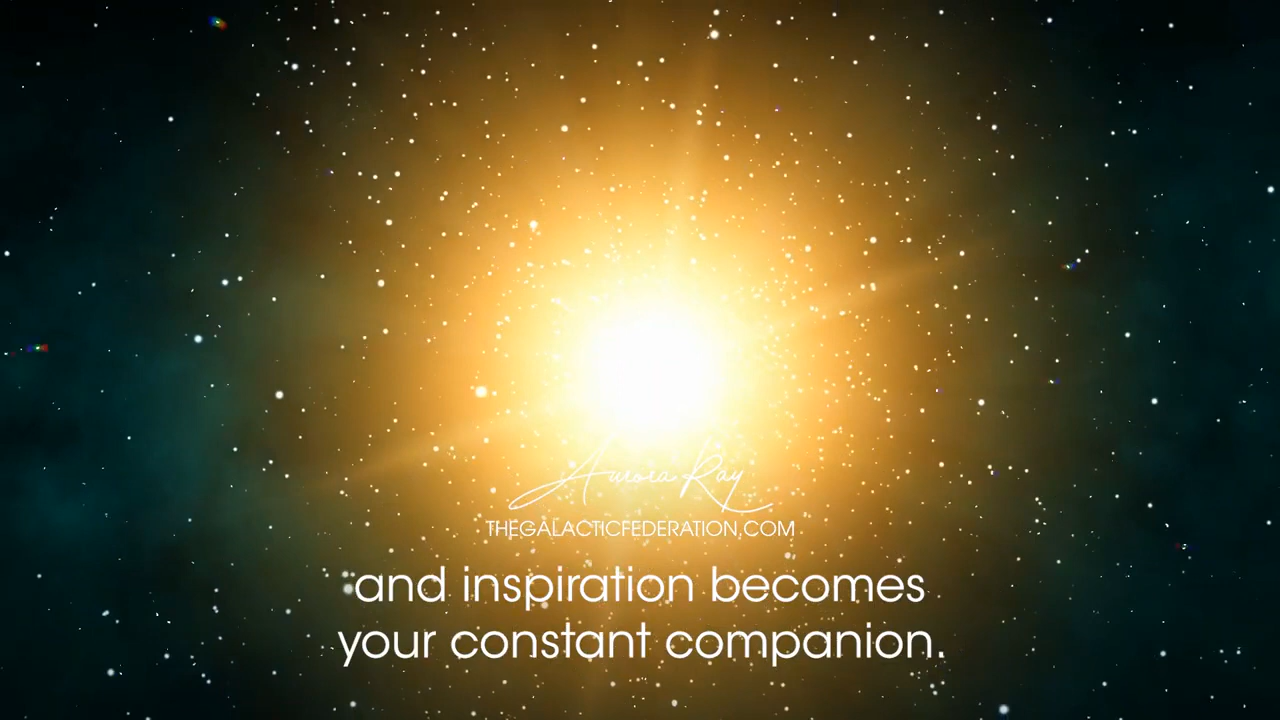 Aurora Ray
THEGALACTICFEDERATION.COM
and inspiration becomes
your constant companion.